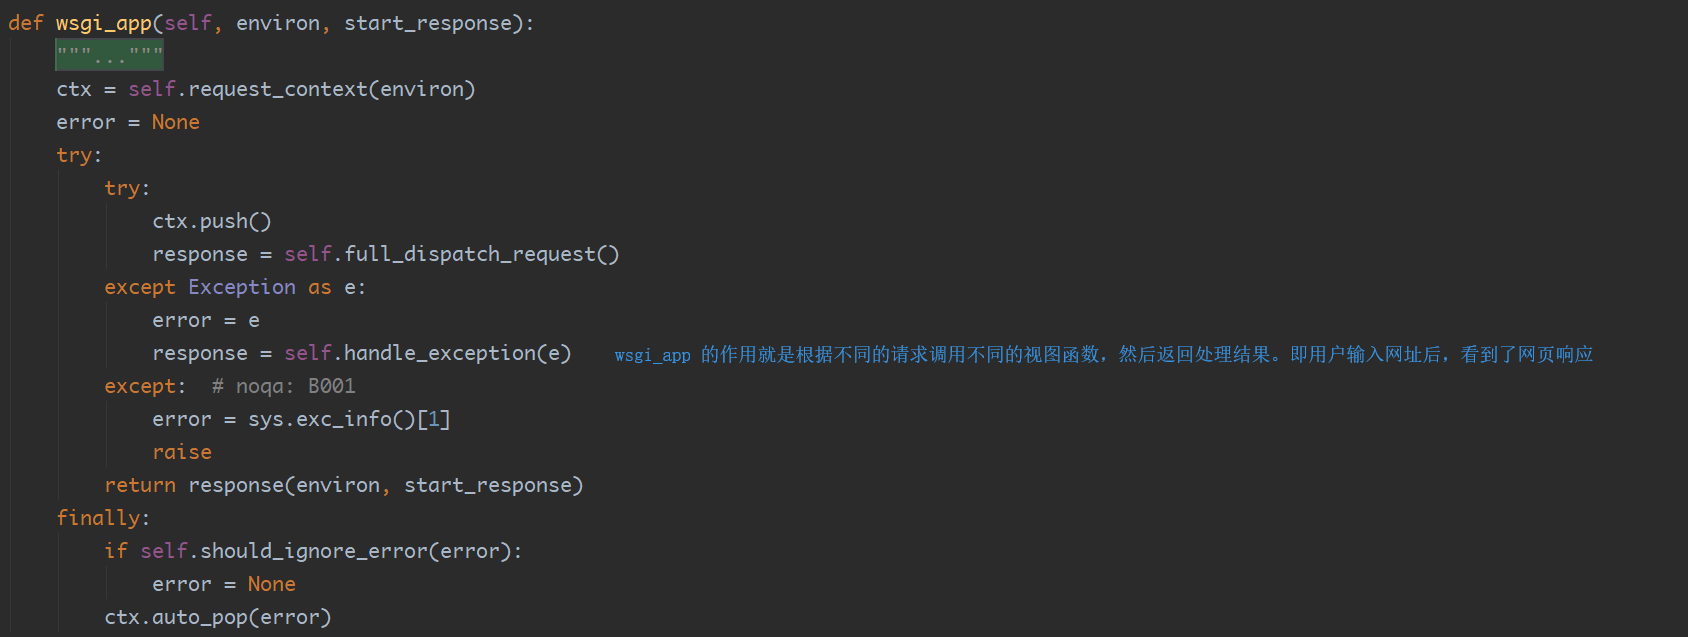 def wsgi_app(self, environ, start_response):
    """..."""
    ctx = self.request_context(environ)
    error = None
    try:
        try:
            ctx.push()
            response = self.full_dispatch_request()
        except Exception as e:
            error = e
            response = self.handle_exception(e)    wsgi_app 的作用就是根据不同的请求调用不同的视图函数，然后返回处理结果。即用户输入网址后，看到了网页响应
        except:  # noqa: B001
            error = sys.exc_info()[1]
            raise
        return response(environ, start_response)
    finally:
        if self.should_ignore_error(error):
            error = None
        ctx.auto_pop(error)